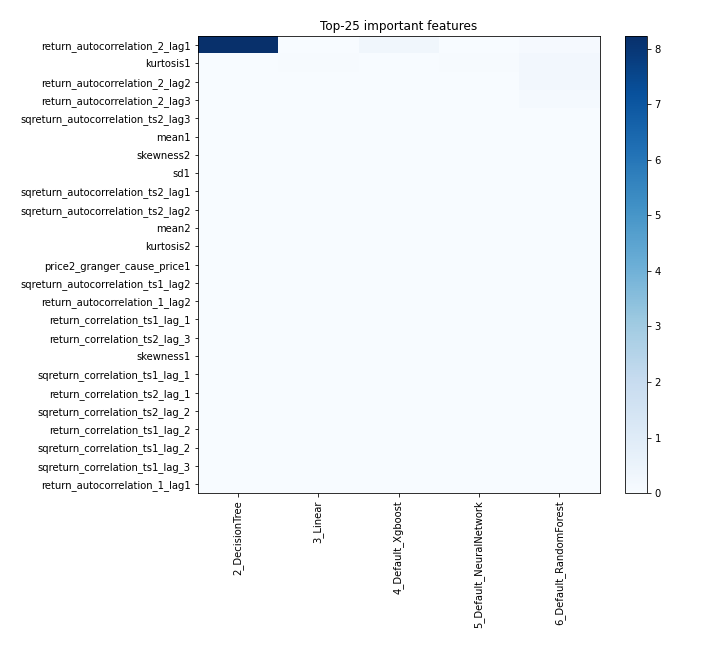 Top-25 important features
return_autocorrelation_2_lag1
kurtosis1
return_autocorrelation_2_lag2
return_autocorrelation_2_lag3
sqreturn_autocorrelation_ts2_lag3
mean1
skewness2
sd1
sqreturn_autocorrelation_ts2_lag1
sqreturn_autocorrelation_ts2_lag2
mean2
kurtosis2
price2_granger_cause_price1
sqreturn_autocorrelation_ts1_lag2
return_autocorrelation_1_lag2
return_correlation_ts1_lag_1
return_correlation_ts2_lag_3
skewness1
sqreturn_correlation_ts1_lag_1
return_correlation_ts2_lag_1
sqreturn_correlation_ts2_lag_2
return_correlation_ts1_lag_2
sqreturn_correlation_ts1_lag_2
sqreturn_correlation_ts1_lag_3
return_autocorrelation_1_lag1
2_DecisionTree
3_Linear
4_Default_Xgboost
5_Default_NeuralNetwork
6_Default_RandomForest
8
7
6
5
4
3
2
1
0